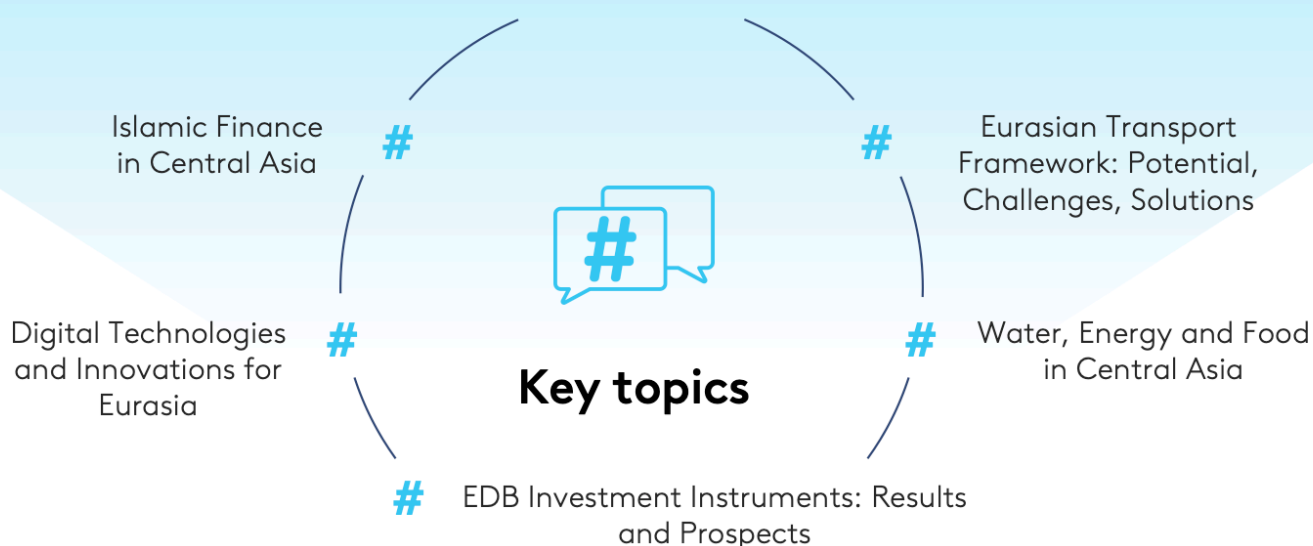 Islamic Finance
in Central Asia
#
#
Eurasian Transport
Framework: Potential,
Challenges, Solutions
#
Digital Technologies
and Innovations for
Eurasia
#
#
Water, Energy and Food
in Central Asia
Key topics
#
EDB Investment Instruments: Results
and Prospects